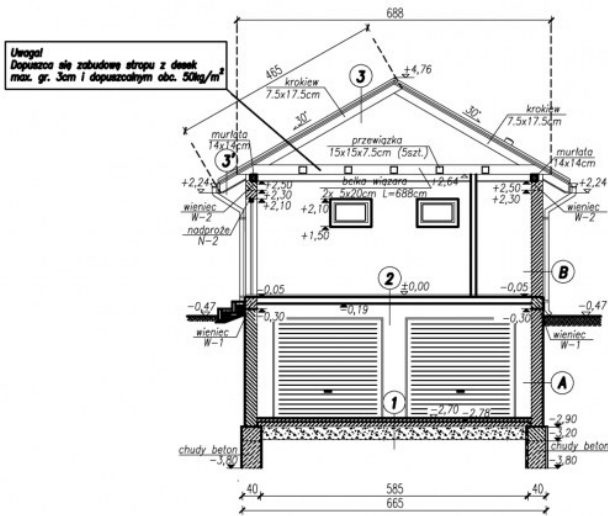 688
Uwaga!
Dopuszca się zabudowę stropu z desek
max. gr. 3cm i dopuszczalnym obc. 50kg/m²
465
+4,76
krokiew
7.5x17.5cm
3
30°
30°
krokiew
7.5x17.5cm
murłata
14x14cm
przewiązka
15x15x7.5cm (5szt.)
murłata
14x14cm
3'
+2,24
+2,50
+2,30
+2,10
belka wiązara
2x 5x20cm L=688cm
+2,64
+2,50
+2,30
+2,24
wieniec
W-2
nadproże
N-2
+2,10
+1,50
wieniec
W-2
B
-0,05
2
±0,00
-0,05
-0,47
-0,19
-0,47
-0,30
-0,30
wieniec
W-1
wieniec
W-1
A
1
-2,70
-2,78
-2,90
-3,20
chudy beton
-3,80
chudy beton
-3,80
40
585
40
665